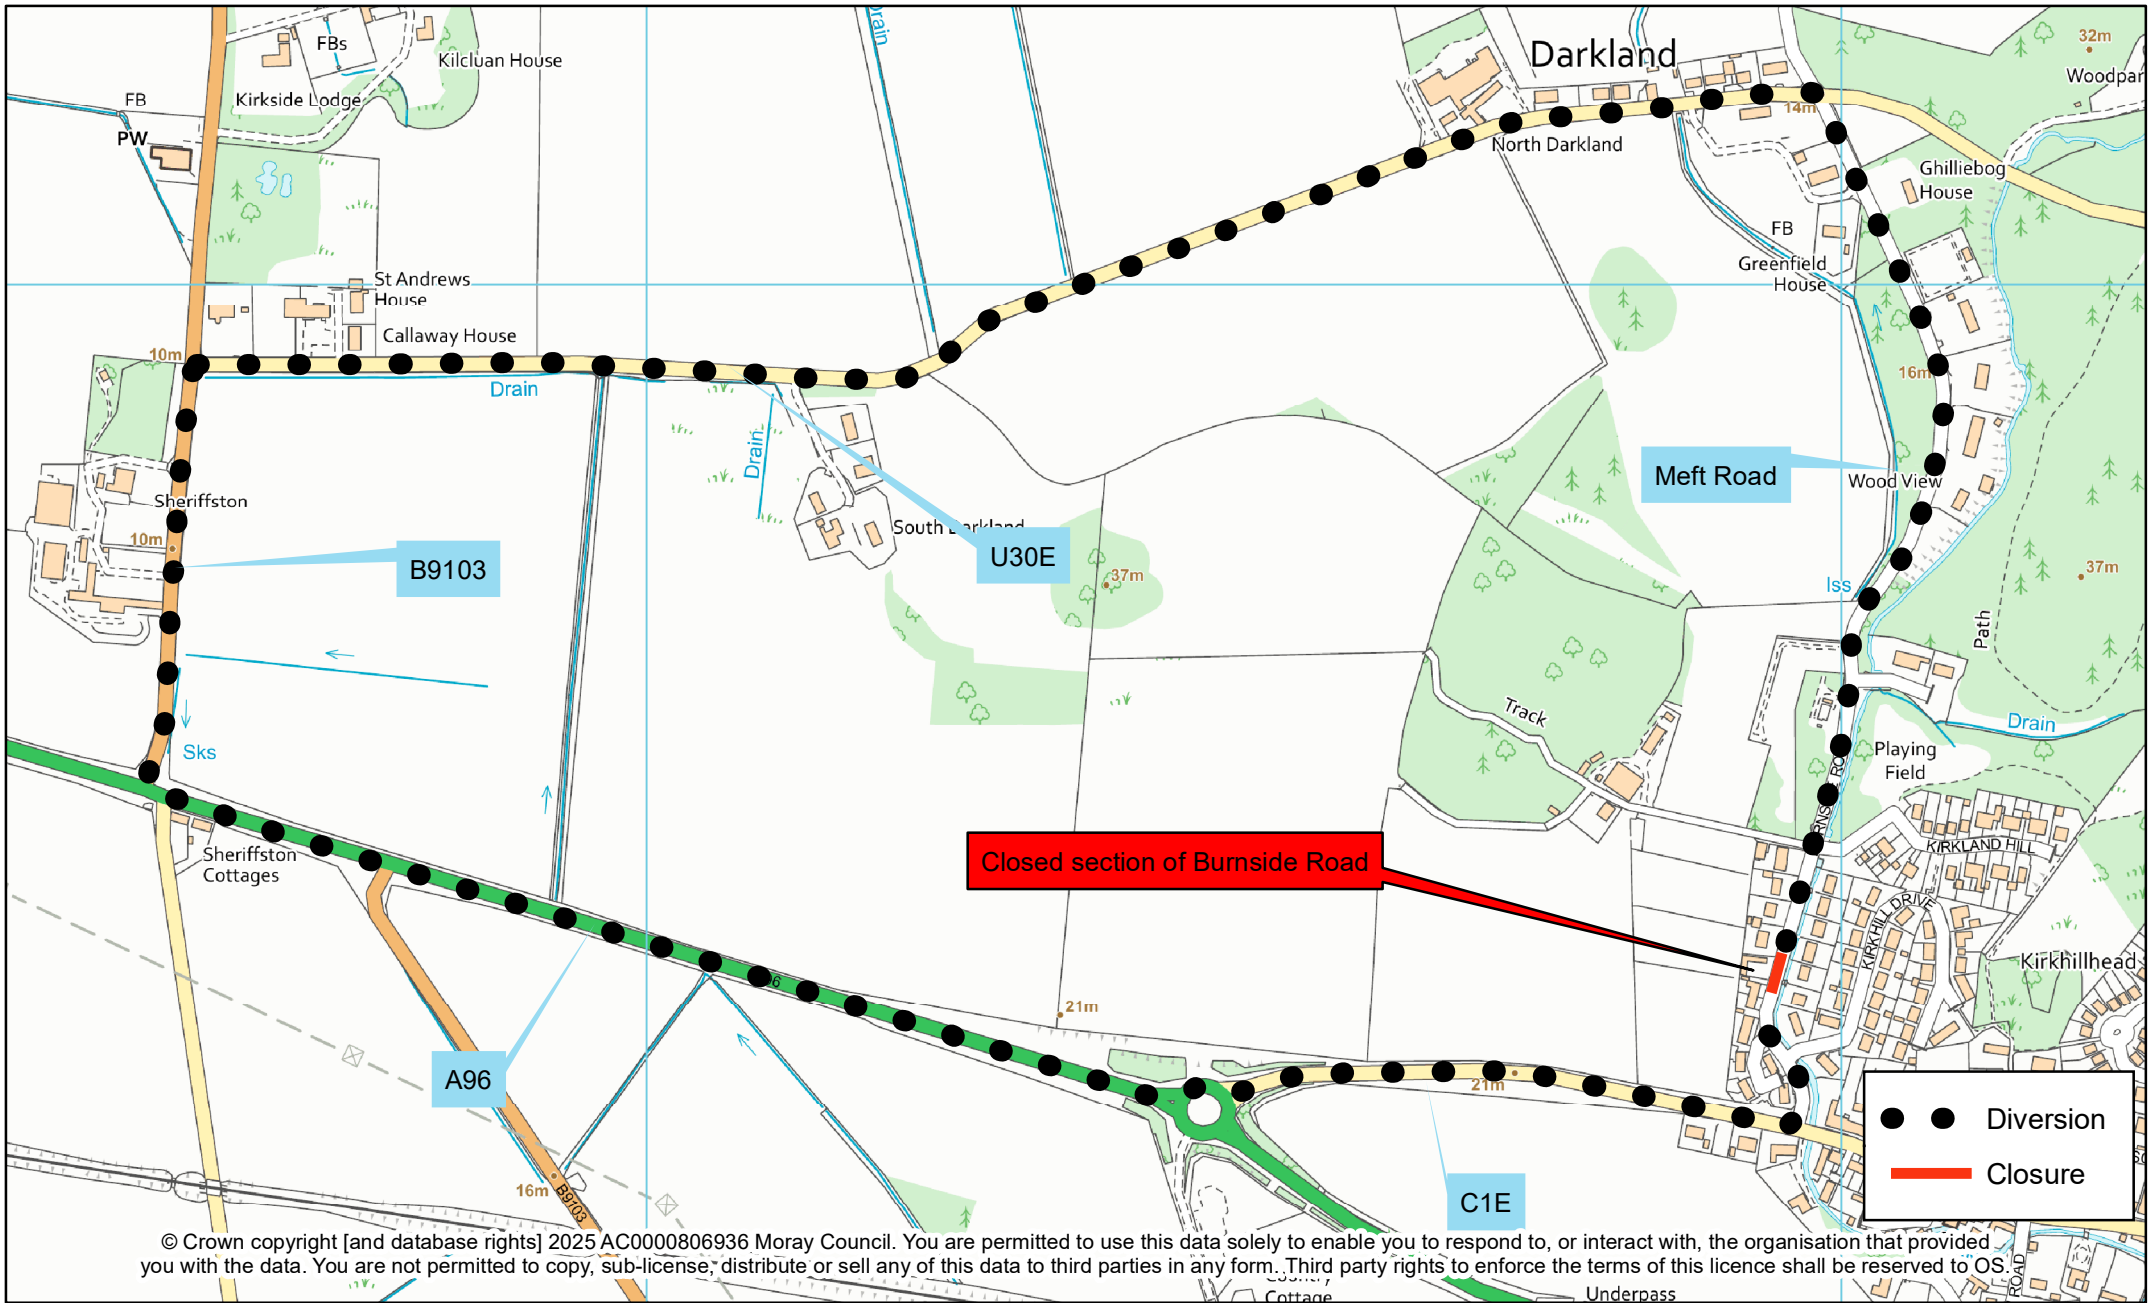 FBs
Kilcluan House
FB
Kirkside Lodge
PW
Drain
Darkland
32m
14m
North Darkland
Ghilliebog
House
FB
Greenfield
House
St Andrews
House
Callaway House
10m
Drain
16m
Drain
Sheriffston
10m
B9103
South Darkland
U30E
37m
Meft Road
Wood View
Iss
37m
Path
Track
Drain
Sks
Playing
Field
Sheriffston
Cottages
Closed section of Burnside Road
KIRKLAND HILL
KIRKHILL DRIVE
Kirkhillhead
21m
A96
21m
C1E
16m
B9103
Diversion
Closure
© Crown copyright [and database rights] 2025 AC0000806936 Moray Council. You are permitted to use this data solely to enable you to respond to, or interact with, the organisation that provided
you with the data. You are not permitted to copy, sub-license, distribute or sell any of this data to third parties in any form. Third party rights to enforce the terms of this licence shall be reserved to OS.
Cottage
Underpass
ROAD